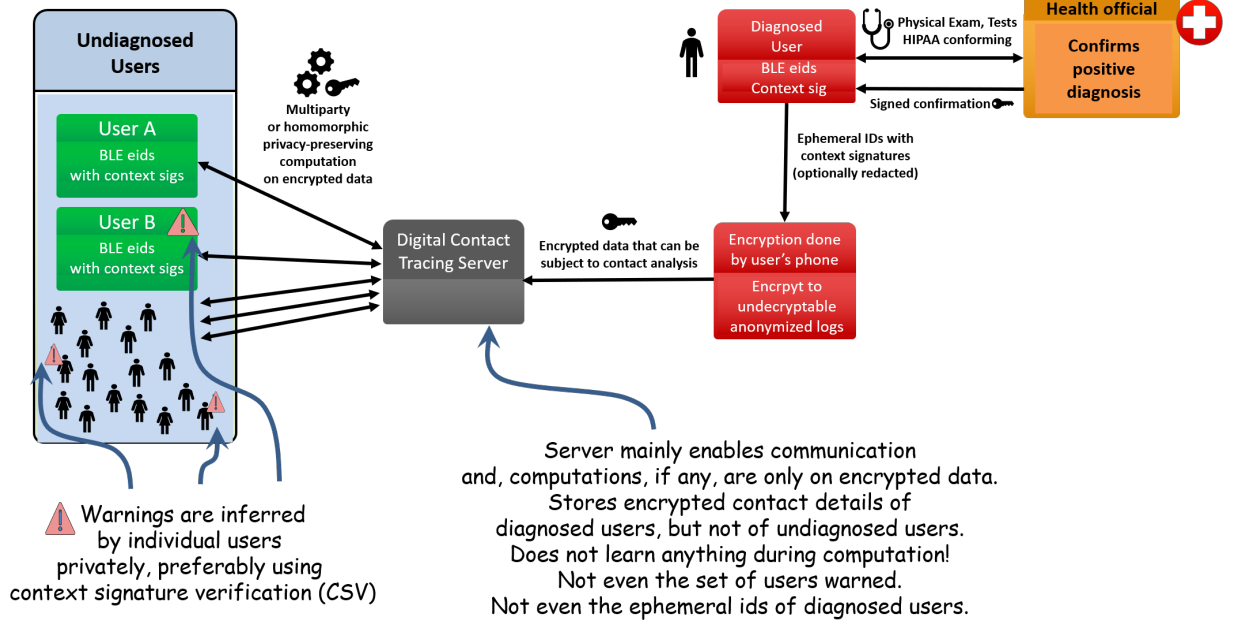 Undiagnosed
Users
User A
BLE eids
with context sigs
User B
BLE eids
with context sigs
Multiparty
or homomorphic
privacy-preserving
computation
on encrypted data
Digital Contact
Tracing Server
Encrypted data that can be
subject to contact analysis
Diagnosed
User
BLE eids
Context sig
Physical Exam, Tests
HIPAA conforming
Signed confirmation
Health official
Confirms
positive
diagnosis
Ephemeral IDs with
context signatures
(optionally redacted)
Encryption done
by user's phone
Encrpyt to
undecryptable
anonymized logs
Warnings are inferred
by individual users
privately, preferably using
context signature verification (CSV)
Server mainly enables communication
and, computations, if any, are only on encrypted data.
Stores encrypted contact details of
diagnosed users, but not of undiagnosed users.
Does not learn anything during computation!
Not even the set of users warned.
Not even the ephemeral ids of diagnosed users.